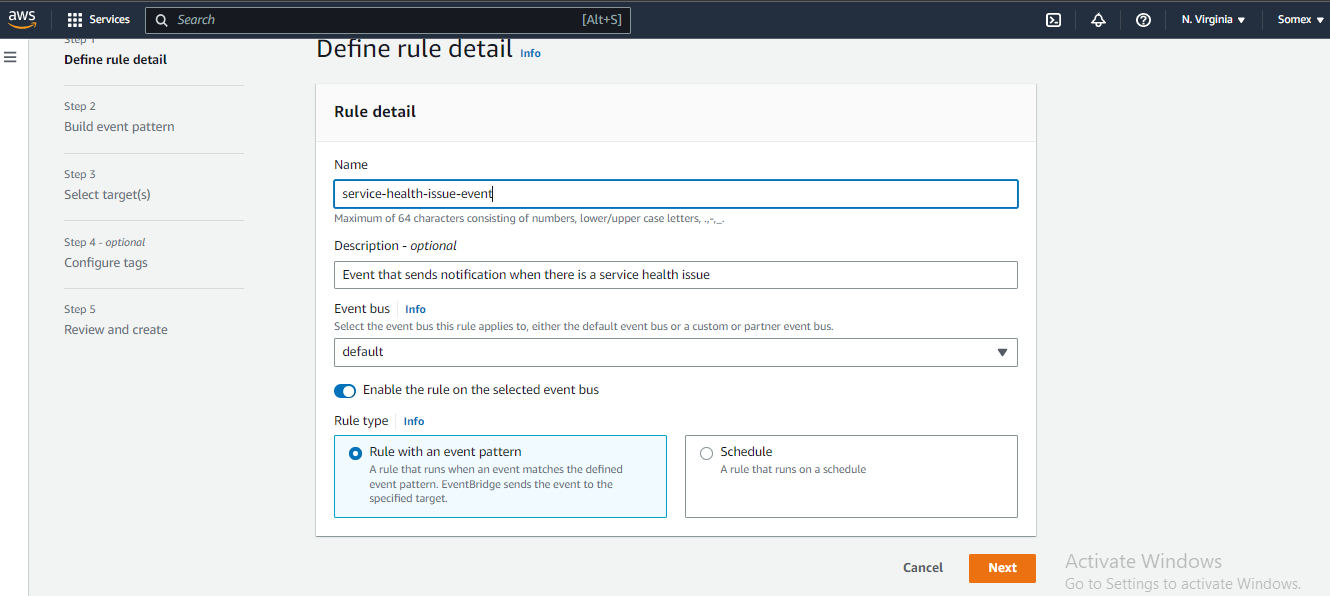 aws
Services
Search
[Alt+S]
N. Virginia
Somex
Step 1
Define rule detail
Step 2
Build event pattern
Step 3
Select target(s)
Step 4 - optional
Configure tags
Step 5
Review and create
Define rule detail Info
Rule detail
Name
service-health-issue-event
Maximum of 64 characters consisting of numbers, lower/upper case letters, .,-,_.
Description - optional
Event that sends notification when there is a service health issue
Event bus Info
Select the event bus this rule applies to, either the default event bus or a custom or partner event bus.
default
Enable the rule on the selected event bus
Rule type Info
Rule with an event pattern
A rule that runs when an event matches the defined
event pattern. EventBridge sends the event to the
specified target.
Schedule
A rule that runs on a schedule
Cancel
Next
Activate Windows
Go to Settings to activate Windows.